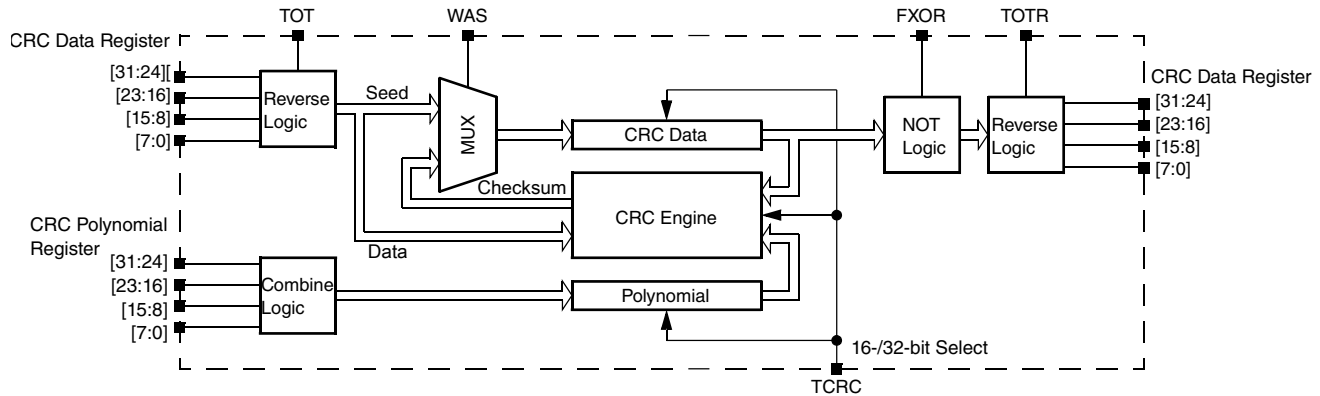 TOT
WAS
FXOR
TOTR
CRC Data Register
[31:24][
[23:16]
[15:8]
[7:0]
Reverse
Logic
Seed
MUX
Checksum
Data
CRC Data
CRC Engine
NOT
Logic
Reverse
Logic
CRC Data Register
[31:24]
[23:16]
[15:8]
[7:0]
CRC Polynomial
Register
[31:24]
[23:16]
[15:8]
[7:0]
Combine
Logic
Polynomial
16-/32-bit Select
TCRC